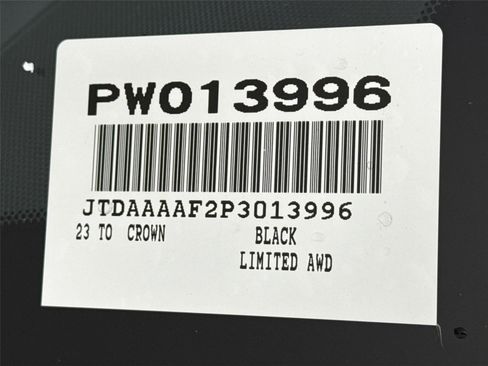 PW013996
JTDAAAAF2P3013996
23 TO CROWN BLACK
LIMITED AWD